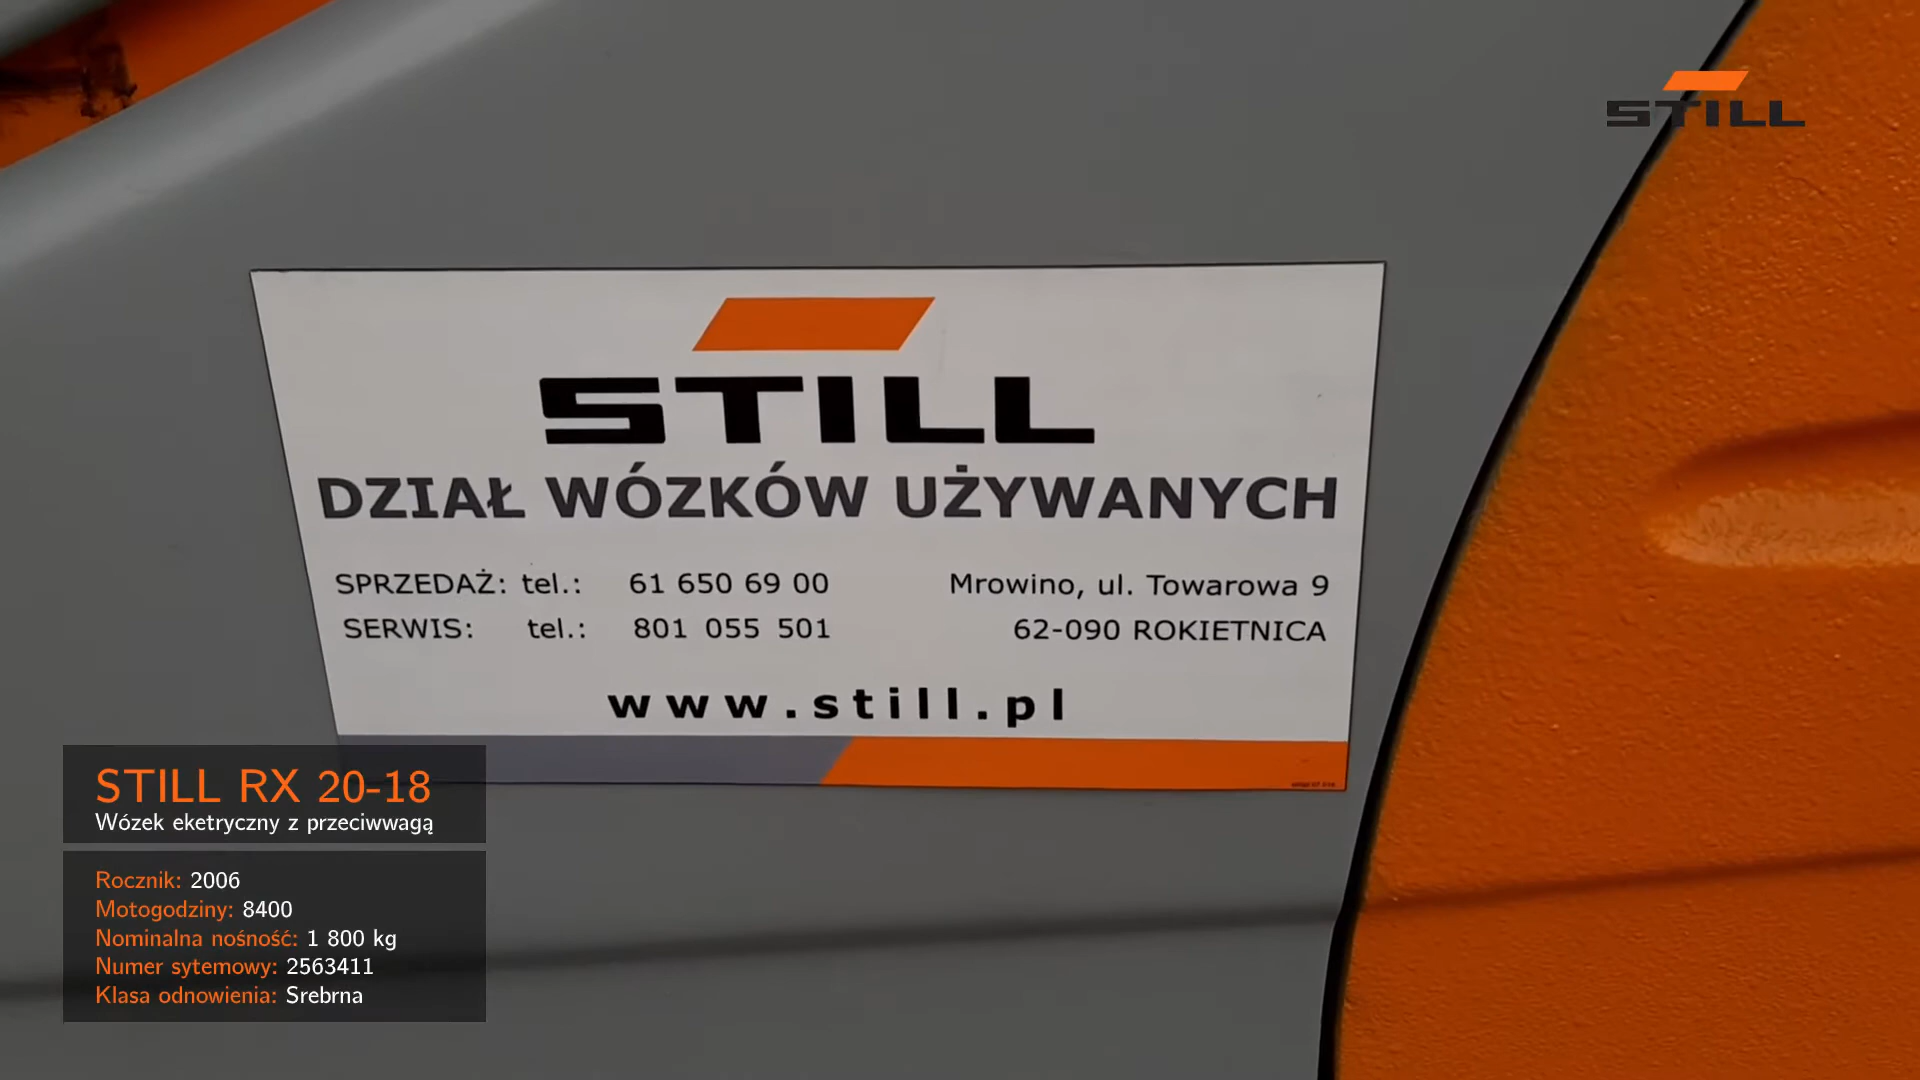 STILL
STILL
DZIAŁ WÓZKÓW UŻYWANYCH
SPRZEDAŻ: tel.: 61 650 69 00
SERWIS: tel.: 801 055 501
Mrowino, ul. Towarowa 9
62-090 ROKIETNICA
www.still.pl
STILL RX 20-18
Wózek eketryczny z przeciwwagą
Rocznik: 2006
Motogodziny: 8400
Nominalna nośność: 1 800 kg
Numer sytemowy: 2563411
Klasa odnowienia: Srebrna